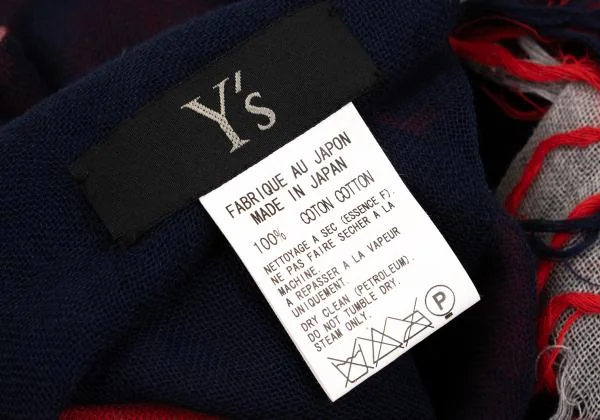 Y's
FABRIQUE AU JAPON
MADE IN JAPAN
100% COTON COTTON
NETTOYAGE A SEC (ESSENCE F).
NE PAS FAIRE SECHER A LA
MACHINE.
A REPASSER A LA VAPEUR
UNIQUEMENT.
DRY CLEAN (PETROLEUM).
DO NOT TUMBLE DRY.
STEAM ONLY.
P